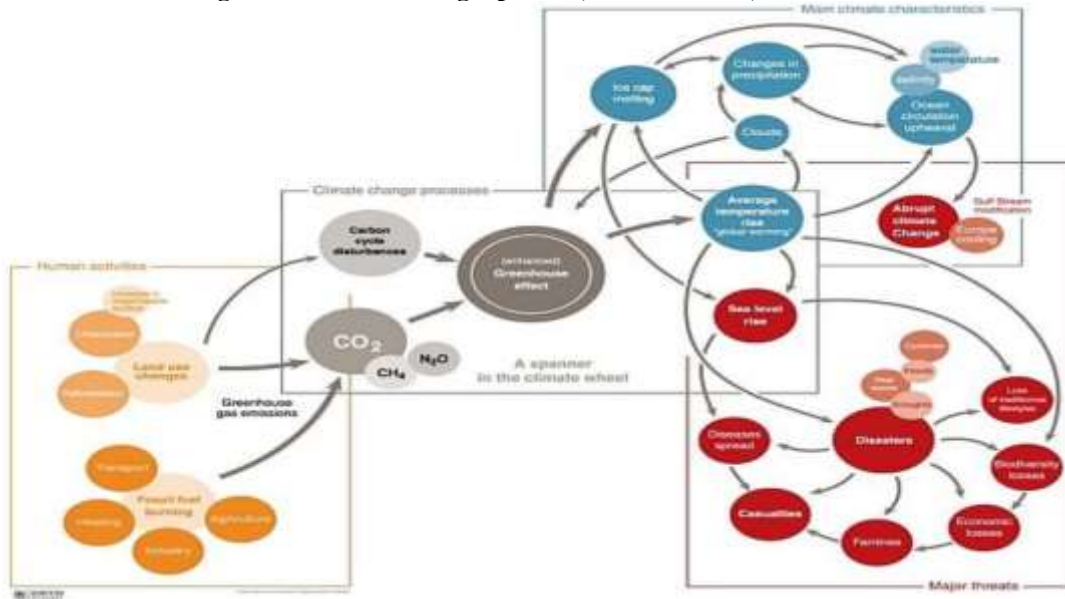 Main climate characteristics
water
temperature
Salinity
Changes in
precipitation
Ice cap
melting
Ocean
circulation
upheaval
Clouds
Climate change processes
Average
temperature
rise
"global warming"
Gulf Stream
modification
Abrupt
climate
Change
Europe
cooling
Carbon
cycle
disturbances
(enhanced)
Greenhouse
effect
Human activities
Land use
changes
Deforestation
CO2
CH4
N2O
Greenhouse
gas emissions
A spanner
in the climate wheel
Sea level
rise
Cyclones
Floods
Droughts
Disasters
Loss
of traditional
lifestyles
Diseases
spread
Biodiversity
losses
Casualties
Famines
Economic
losses
Transport
Fossil fuel
burning
Heating
Agriculture
Industry
Major threats